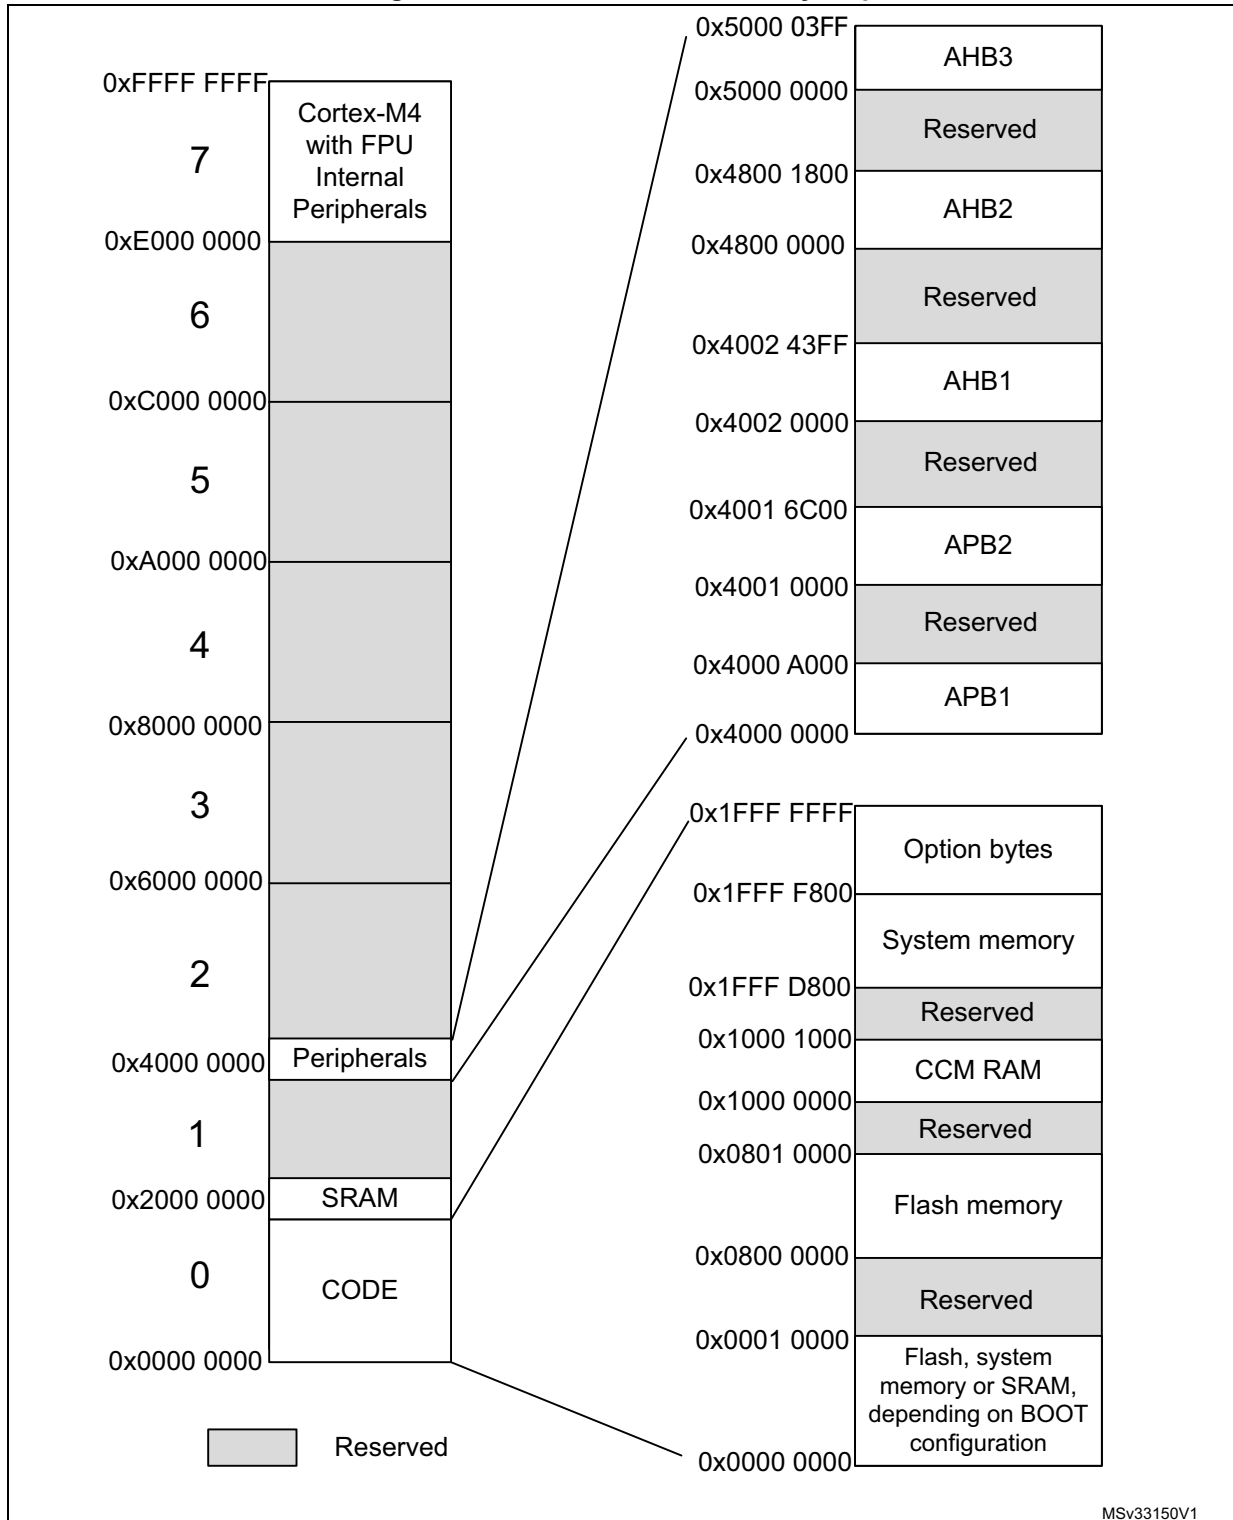 0xFFFF FFFF
Cortex-M4
with FPU
Internal
Peripherals
7
0xE000 0000
6
0xC000 0000
5
0xA000 0000
4
0x8000 0000
3
0x6000 0000
2
0x4000 0000
Peripherals
1
0x2000 0000
SRAM
0
CODE
0x0000 0000
Reserved
0x5000 03FF
AHB3
0x5000 0000
Reserved
0x4800 1800
AHB2
0x4800 0000
Reserved
0x4002 43FF
AHB1
0x4002 0000
Reserved
0x4001 6C00
APB2
0x4001 0000
Reserved
0x4000 A000
APB1
0x4000 0000
0x1FFF FFFF
Option bytes
0x1FFF F800
System memory
0x1FFF D800
Reserved
0x1000 1000
CCM RAM
0x1000 0000
Reserved
0x0801 0000
Flash memory
0x0800 0000
Reserved
0x0001 0000
Flash, system
memory or SRAM,
depending on BOOT
configuration
0x0000 0000
MSv33150V1